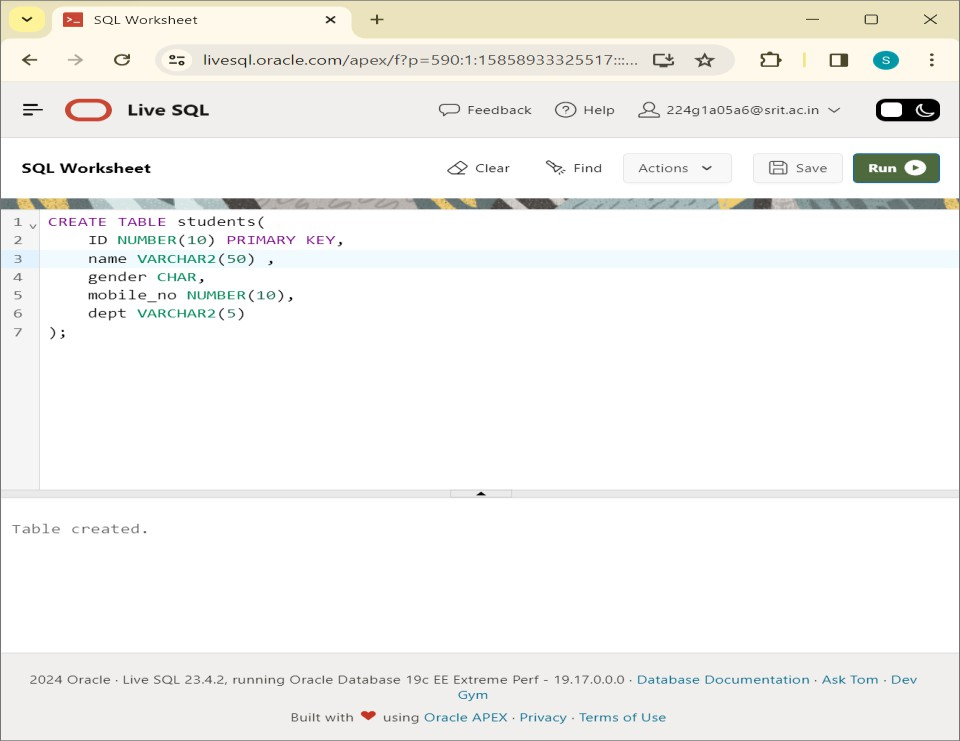 SQL Worksheet
livesql.oracle.com/apex/f?p=590:1:15858933325517:::...
S
Live SQL
Feedback
Help
224g1a05a6@srit.ac.in
SQL Worksheet
Clear
Find
Actions
Save
Run
1 CREATE TABLE students(
2 ID NUMBER(10) PRIMARY KEY,
3 name VARCHAR2(50) ,
4 gender CHAR,
5 mobile_no NUMBER(10),
6 dept VARCHAR2(5)
7 );
Table created.
2024 Oracle · Live SQL 23.4.2, running Oracle Database 19c EE Extreme Perf - 19.17.0.0.0 · Database Documentation · Ask Tom · Dev
Gym
Built with ❤ using Oracle APEX · Privacy · Terms of Use